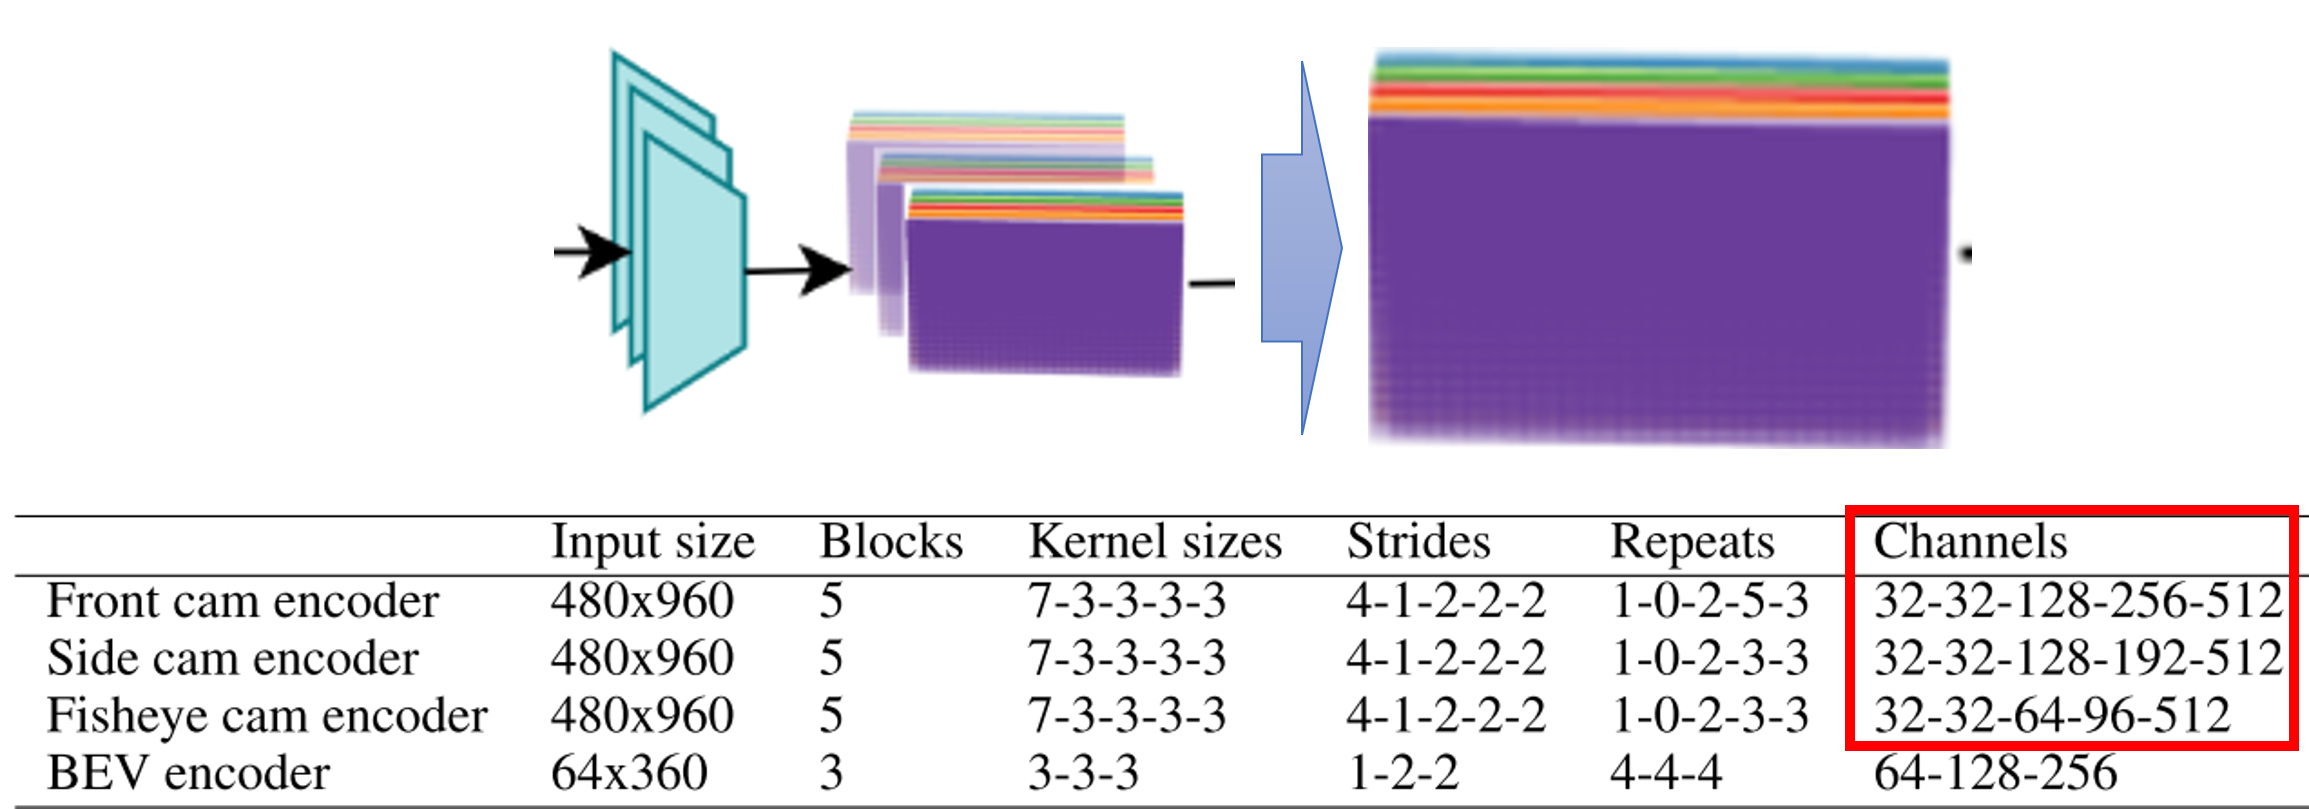 Input size Blocks Kernel sizes Strides Repeats Channels
Front cam encoder 480x960 5 7-3-3-3-3 4-1-2-2-2 1-0-2-5-3 32-32-128-256-512
Side cam encoder 480x960 5 7-3-3-3-3 4-1-2-2-2 1-0-2-3-3 32-32-128-192-512
Fisheye cam encoder 480x960 5 7-3-3-3-3 4-1-2-2-2 1-0-2-3-3 32-32-64-96-512
BEV encoder 64x360 3 3-3-3 1-2-2 4-4-4 64-128-256